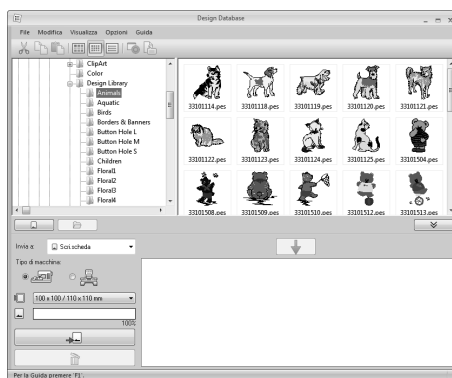 Design Database
File Modifica Visualizza Opzioni Guida
ClipArt
Color
Design Library
Animals
Aquatic
Birds
Borders & Banners
Button Hole L
Button Hole M
Button Hole S
Children
Floral1
Floral2
Floral3
Floral4
33101114.pes 33101118.pes 33101119.pes 33101120.pes 33101121.pes
33101122.pes 33101123.pes 33101124.pes 33101125.pes 33101504.pes
33101508.pes 33101509.pes 33101510.pes 33101512.pes 33101513.pes
Invia a: Scri.scheda
Tipo di macchina:
100 x 100 / 110 x 110 mm
100%
Per la Guida premere 'F1'.